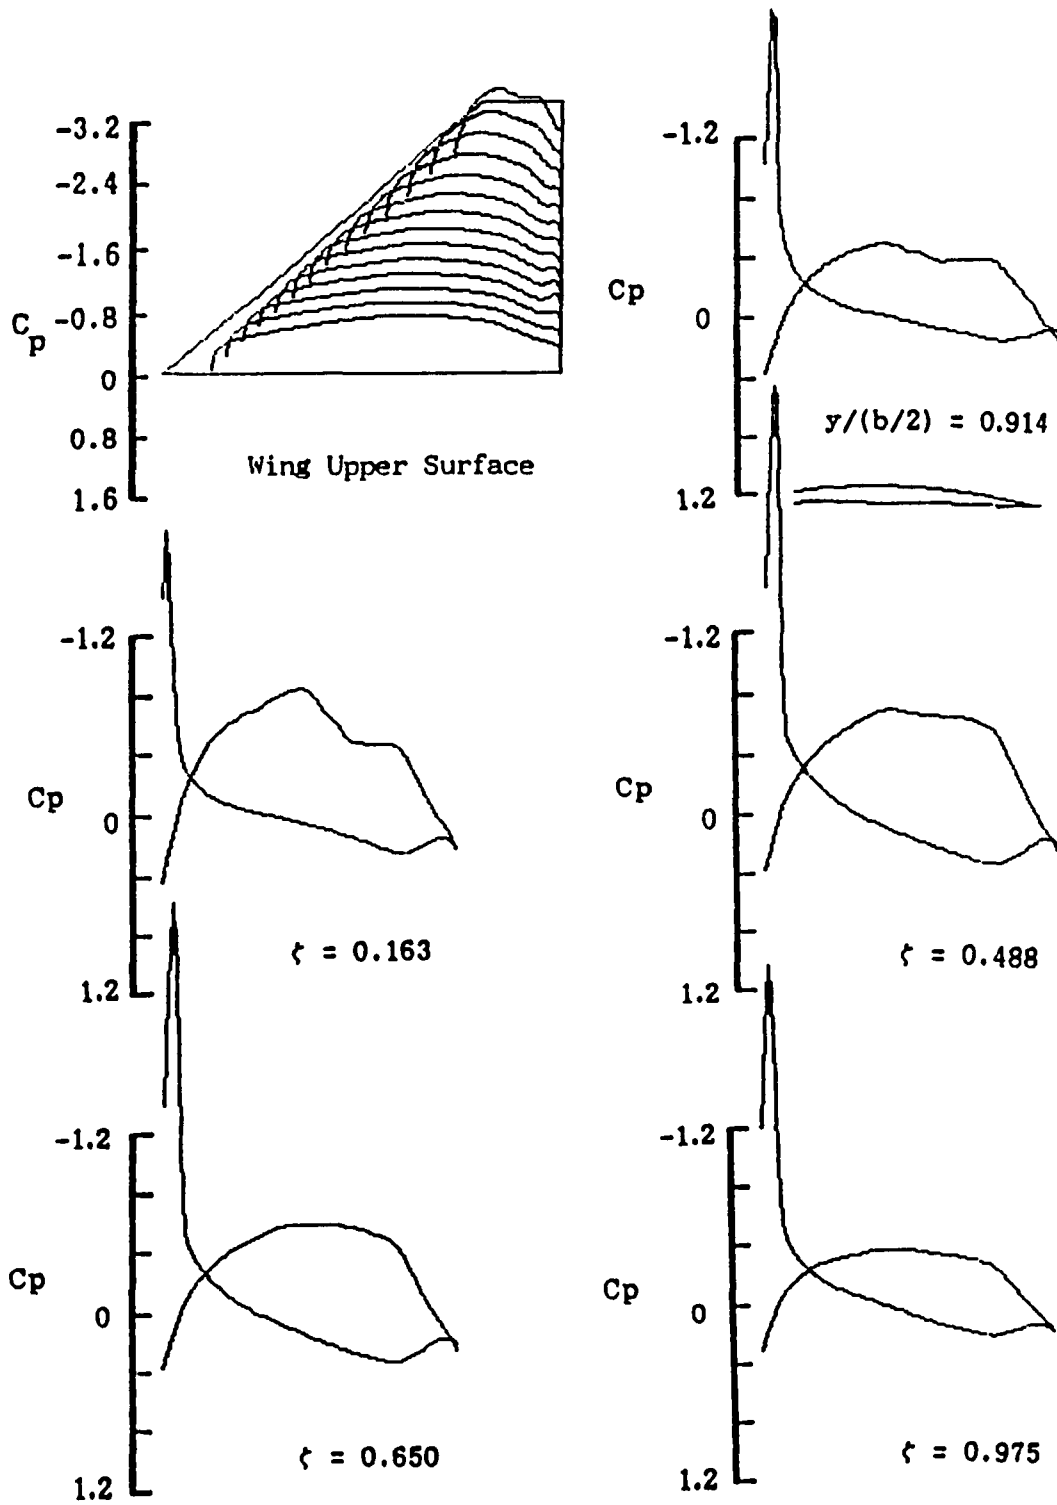 -3.2
-2.4
-1.6
-0.8
Cp
0
0.8
1.6
Wing Upper Surface
-1.2
Cp
0
1.2
y/(b/2) = 0.914
-1.2
Cp
0
1.2
ζ = 0.163
-1.2
Cp
0
1.2
ζ = 0.488
-1.2
Cp
0
1.2
ζ = 0.650
-1.2
Cp
0
1.2
ζ = 0.975